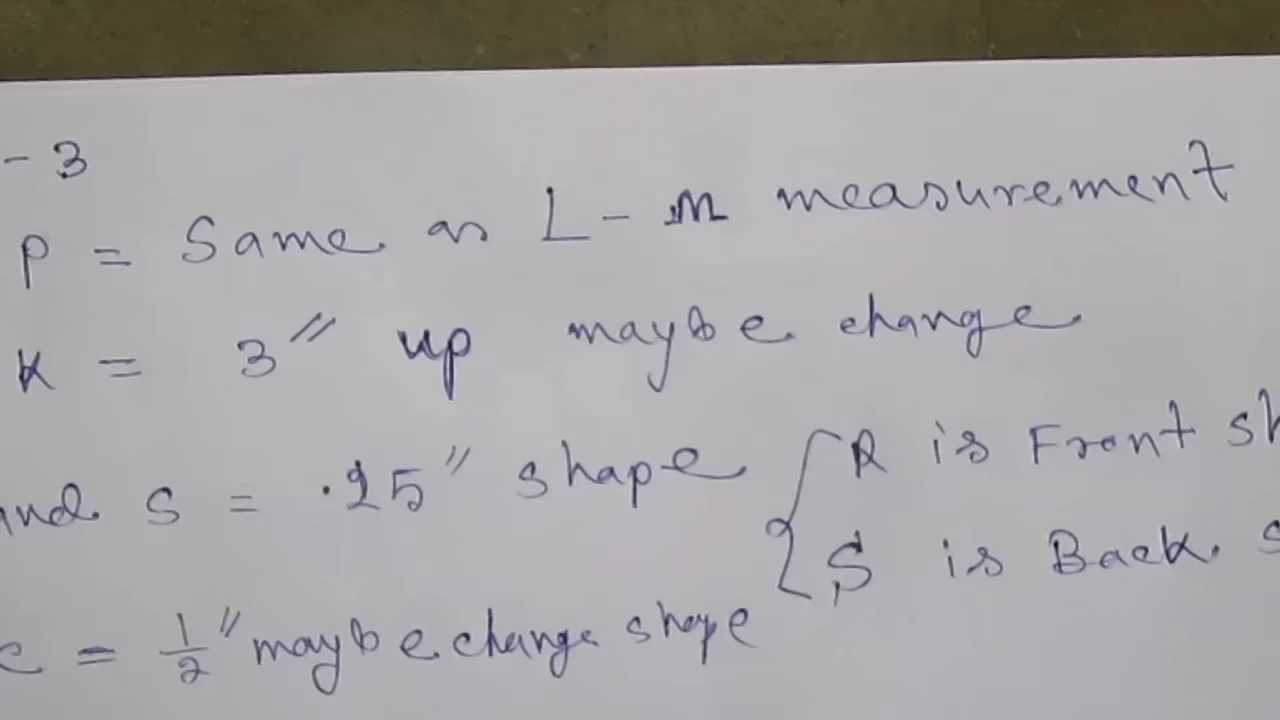 - 3
P = Same as L - m measurement
K = 3" up maybe change
and S = .25" shape { R is Front sh
S is Back. s
c = 1/2" maybe change shape